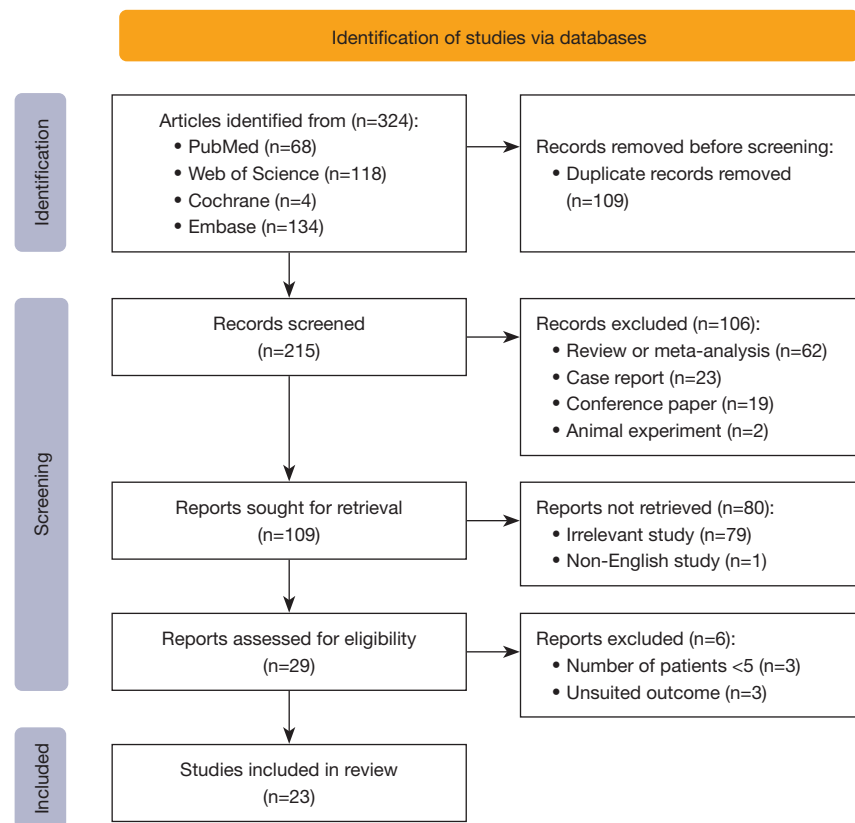 Identification of studies via databases
Identification
Articles identified from (n=324):
• PubMed (n=68)
• Web of Science (n=118)
• Cochrane (n=4)
• Embase (n=134)
Records removed before screening:
• Duplicate records removed
(n=109)
Screening
Records screened
(n=215)
Records excluded (n=106):
• Review or meta-analysis (n=62)
• Case report (n=23)
• Conference paper (n=19)
• Animal experiment (n=2)
Reports sought for retrieval
(n=109)
Reports not retrieved (n=80):
• Irrelevant study (n=79)
• Non-English study (n=1)
Reports assessed for eligibility
(n=29)
Reports excluded (n=6):
• Number of patients <5 (n=3)
• Unsuited outcome (n=3)
Included
Studies included in review
(n=23)